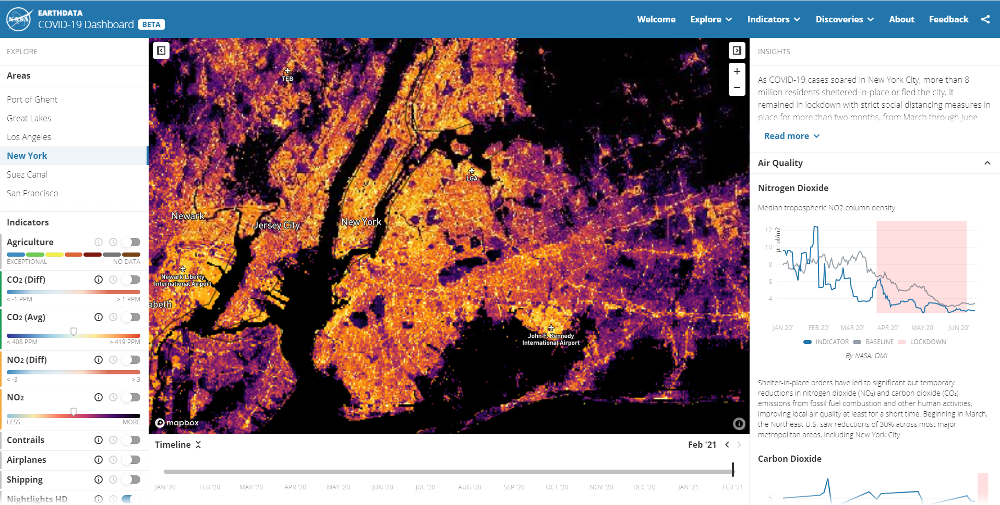 NASA
EARTHDATA
COVID-19 Dashboard BETA
Welcome Explore Indicators Discoveries About Feedback
EXPLORE
Areas
Port of Ghent
Great Lakes
Los Angeles
New York
Suez Canal
San Francisco
Indicators
Agriculture
EXCEPTIONAL NO DATA
CO2 (Diff)
< -1 PPM > 1 PPM
CO2 (Avg)
< 408 PPM > 419 PPM
NO2 (Diff)
< -3 > 3
NO2
LESS MORE
Contrails
Airplanes
Shipping
Nightlights HD
TEB
LGA
Newark
Jersey City
New York
Newark Liberty
International Airport
abeth
John F. Kennedy
International Airport
mapbox
Timeline Feb '21
JAN '20 FEB '20 MAR '20 APR '20 MAY '20 JUN '20 JUL '20 AUG '20 SEP '20 OCT '20 NOV '20 DEC '20 JAN '21 FEB '21
INSIGHTS
As COVID-19 cases soared in New York City, more than 8
million residents sheltered-in-place or fled the city. It
remained in lockdown with strict social distancing measures in
place for more than two months, from March through June
Read more
Air Quality
Nitrogen Dioxide
Median tropospheric NO2 column density
µmol/m2
12
10
8
6
4
JAN 20' FEB 20' MAR 20' APR 20' MAY 20' JUN 20'
INDICATOR BASELINE LOCKDOWN
By NASA, OMI
Shelter-in-place orders have led to significant but temporary
reductions in nitrogen dioxide (NO₂) and carbon dioxide (CO₂)
emissions from fossil fuel combustion and other human activities,
improving local air quality at least for a short time. Beginning in March,
the Northeast U.S. saw reductions of 30% across most major
metropolitan areas, including New York City.
Carbon Dioxide
5